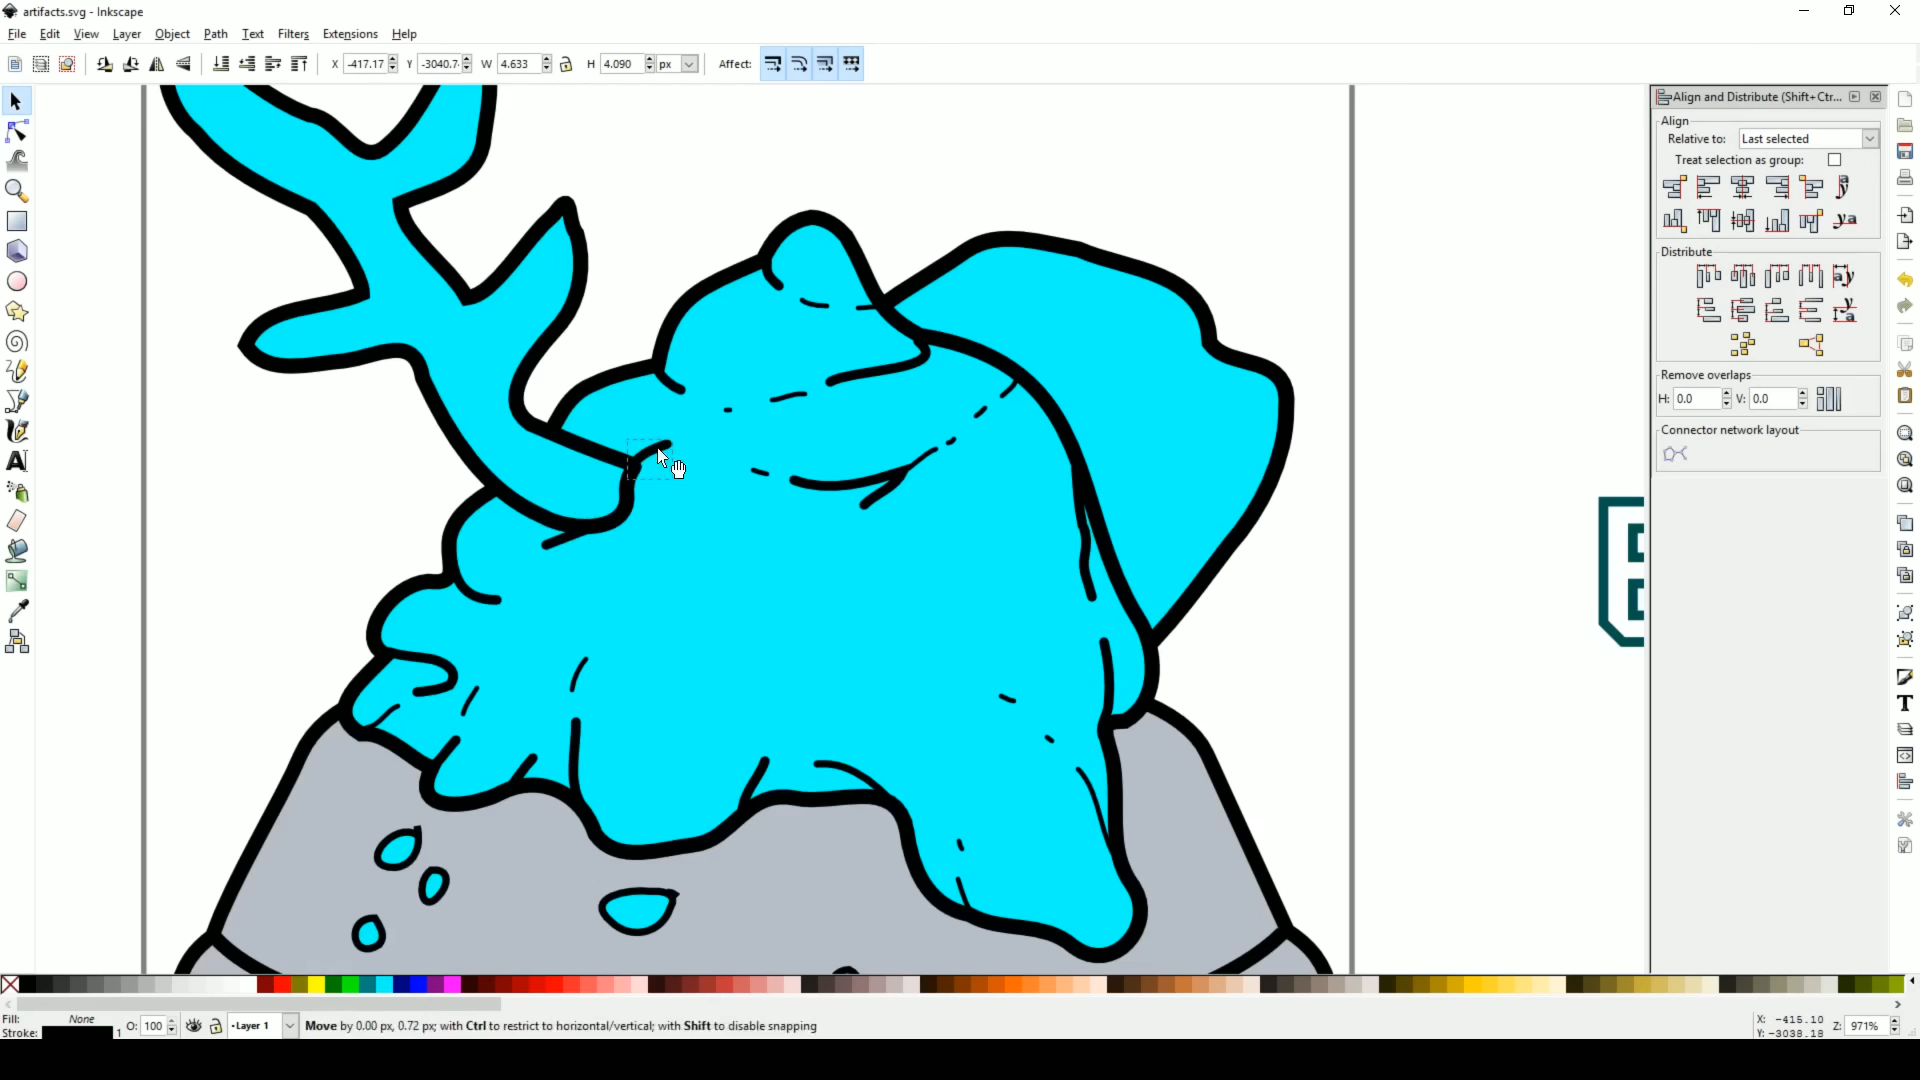 artifacts.svg - Inkscape
File Edit View Layer Object Path Text Filters Extensions Help
X -417.17 Y -3040.7 W 4.633 H 4.090 px Affect:
Align and Distribute (Shift+Ctr...
Align
Relative to: Last selected
Treat selection as group:
Distribute
Remove overlaps
H: 0.0 V: 0.0
Connector network layout
Fill: None
Stroke: 1 O: 100 •Layer 1 Move by 0.00 px, 0.72 px; with Ctrl to restrict to horizontal/vertical; with Shift to disable snapping
X: -415.10
Y: -3038.18
Z: 971%